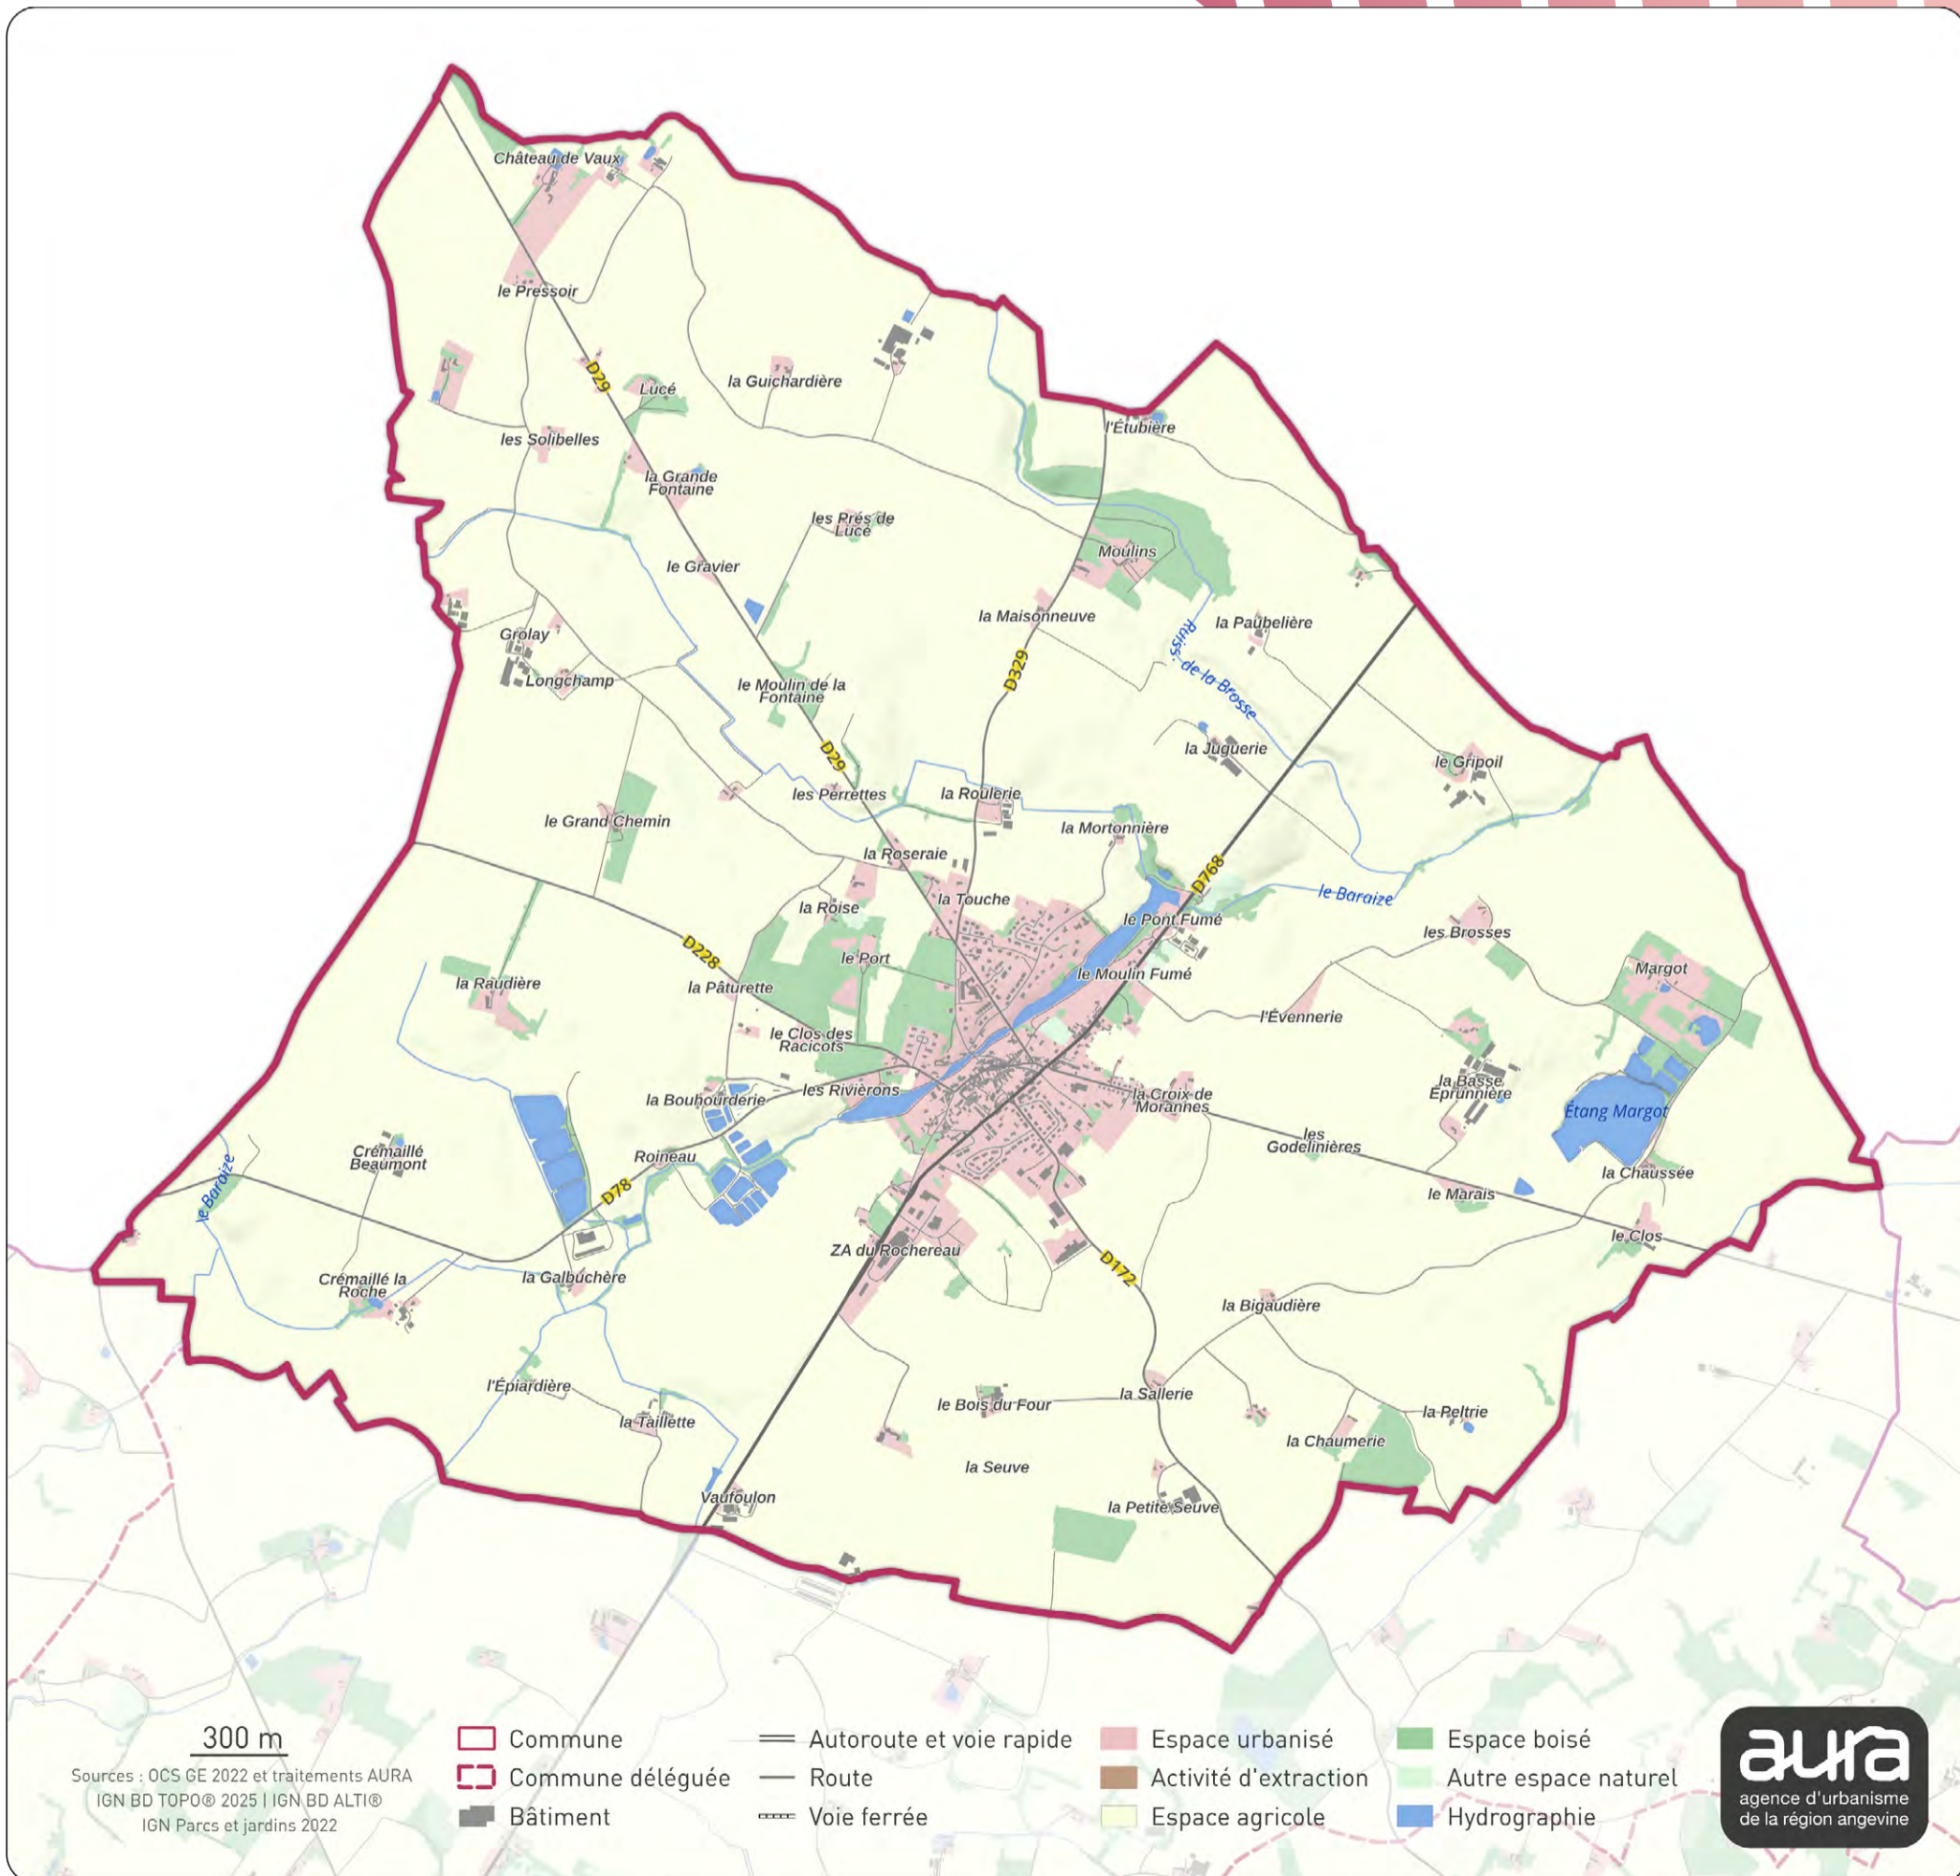 Château de Vaux
le Pressoir
D29
Lucé
la Guichardière
les Solibelles
l'Étubière
la Grande
Fontaine
les Prés de
Lucé
Moulins
le Gravier
la Maisonneuve
la Paubelière
Ruiss. de la Brosse
Grolay
Longchamp
D329
le Moulin de la
Fontaine
D29
la Juguerie
le Gripoil
les Perrettes
la Roulerie
le Grand Chemin
la Mortonnière
la Roseraie
D768
la Touche
le Baraize
la Roise
le Pont Fumé
les Brosses
D228
le Port
le Moulin Fumé
Margot
la Raudière
la Pâturette
l'Évennerie
le Clos des
Racicots
les Rivièrons
la Bouhourderie
la Croix de
Morannes
la Basse
Éprunnière
Étang Margot
les
Godelinières
Crémaillé
Beaumont
Roineau
la Chaussée
le Baraize
D78
le Marais
ZA du Rochereau
le Clos
D172
Crémaillé la
Roche
la Galbuchère
la Bigaudière
l'Épiardière
la Sallerie
le Bois du Four
la Taillette
la Peltrie
la Chaumerie
la Seuve
Vaufoulon
la Petite Seuve
300 m
Sources : OCS GE 2022 et traitements AURA
IGN BD TOPO® 2025 | IGN BD ALTI®
IGN Parcs et jardins 2022
Commune
Commune déléguée
Bâtiment
Autoroute et voie rapide
Route
Voie ferrée
Espace urbanisé
Activité d'extraction
Espace agricole
Espace boisé
Autre espace naturel
Hydrographie
aura
agence d'urbanisme
de la région angevine